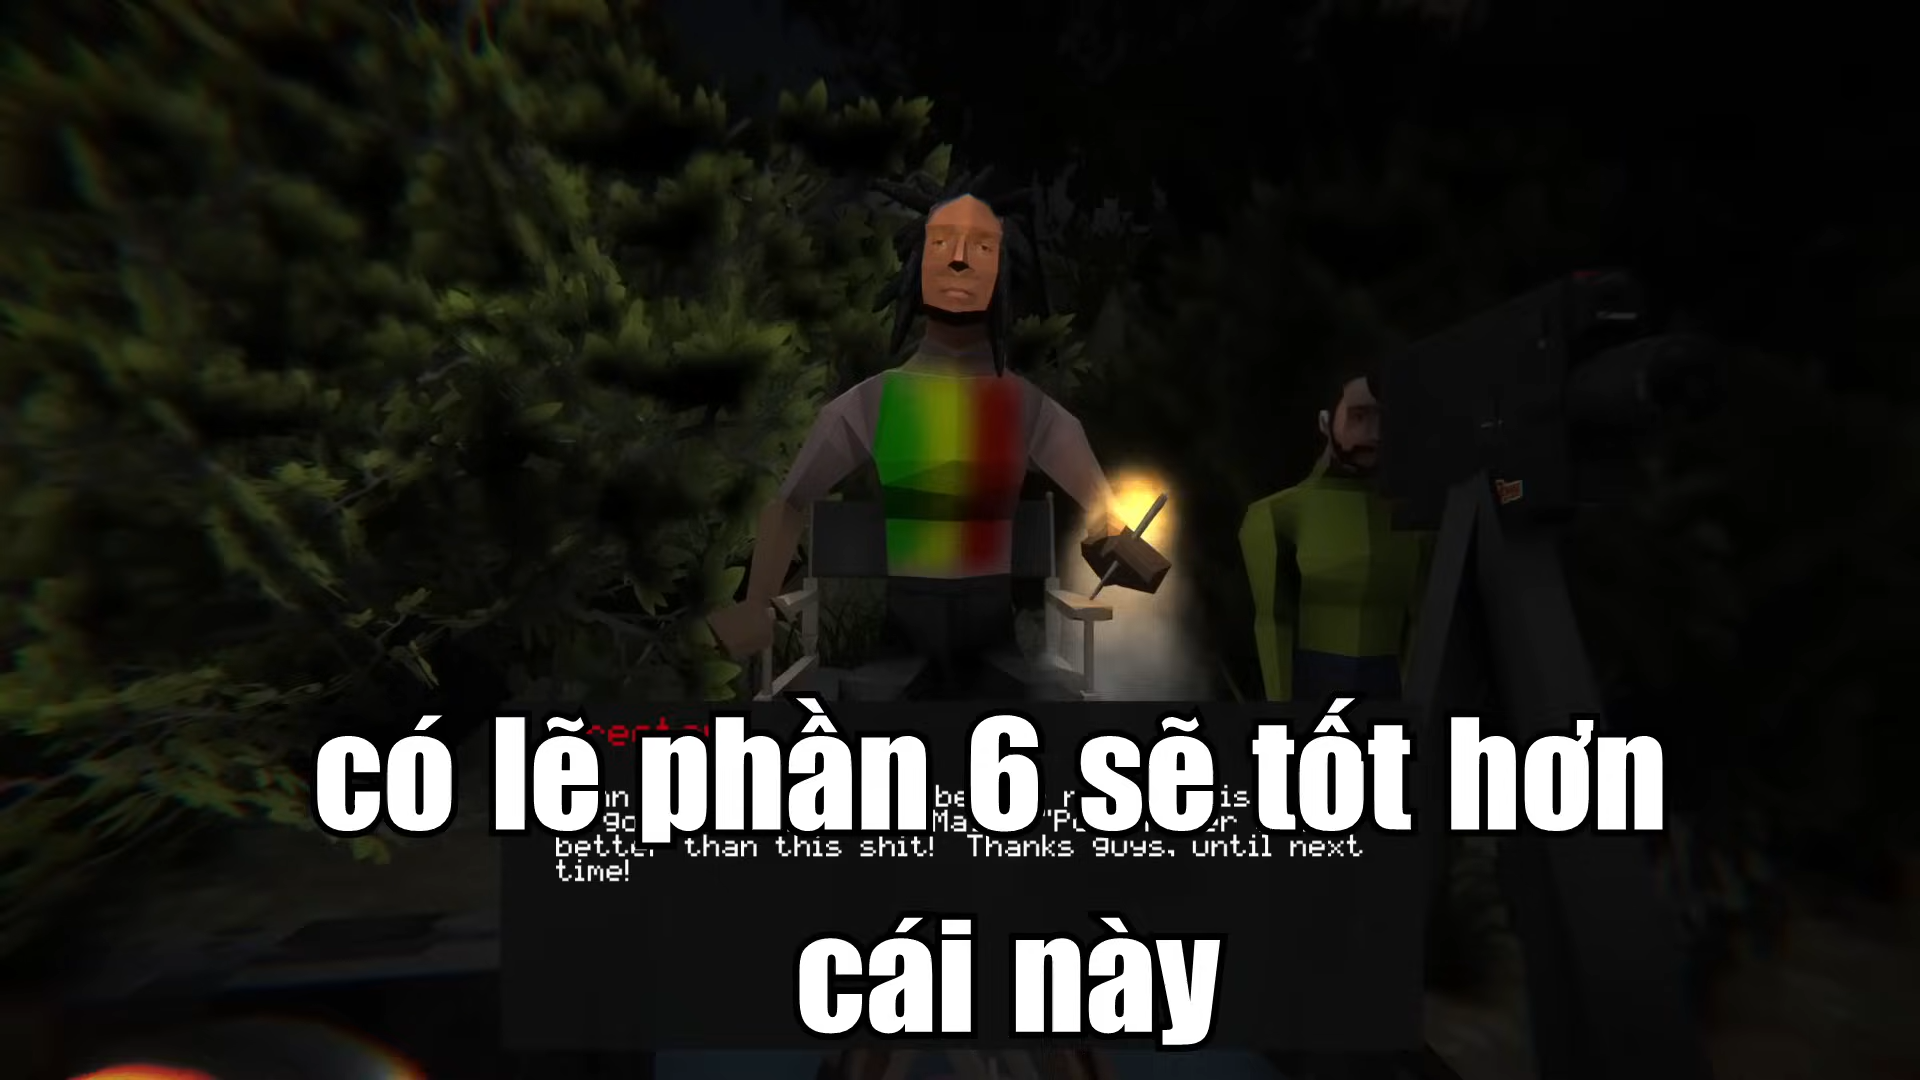 có lẽ phần 6 sẽ tốt hơn
better than this shit! Thanks guys, until next
time!
cái này